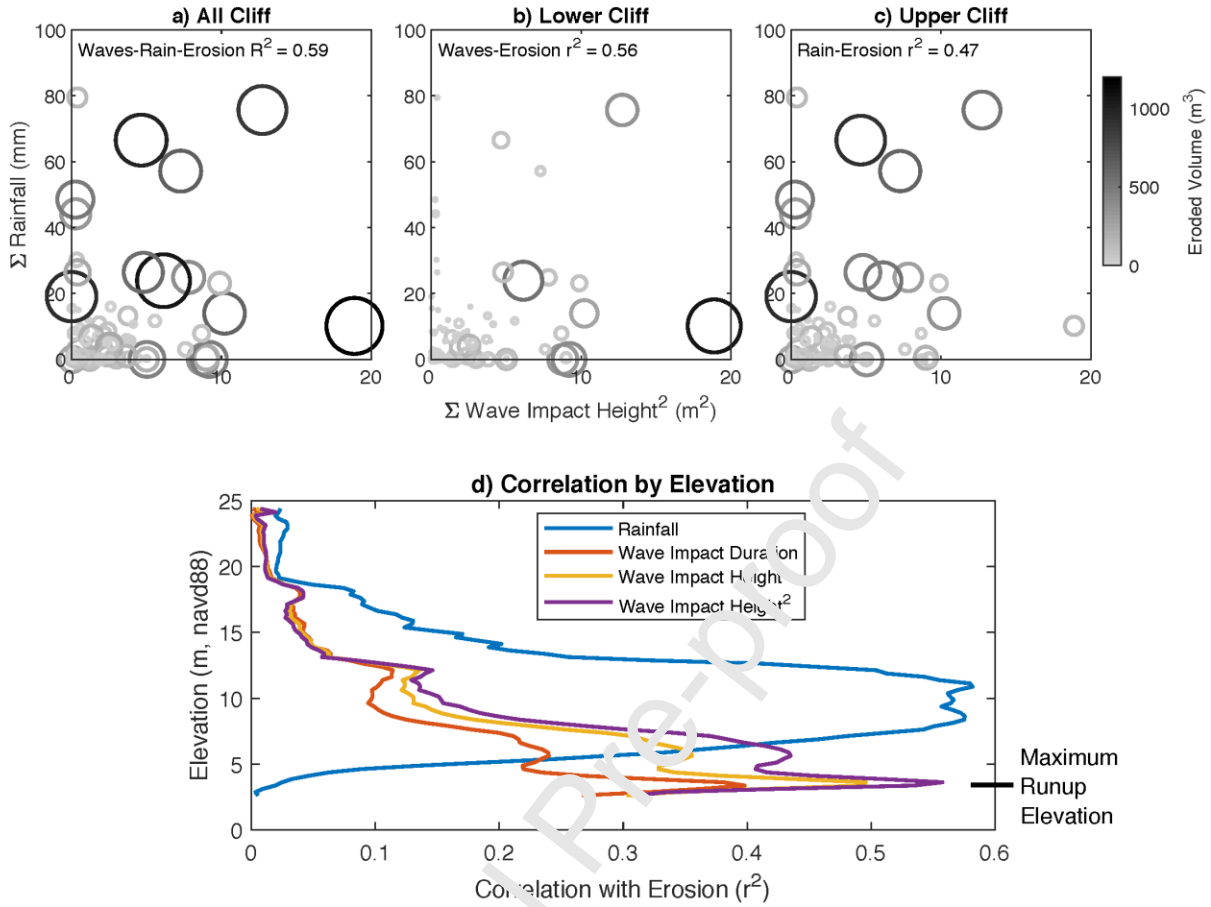 a) All Cliff
b) Lower Cliff
c) Upper Cliff
Waves-Rain-Erosion R² = 0.59
Waves-Erosion r² = 0.56
Rain-Erosion r² = 0.47
Σ Rainfall (mm)
100
80
60
40
20
0
0
10
20
100
80
60
40
20
0
0
10
20
100
80
60
40
20
0
0
10
20
Σ Wave Impact Height² (m²)
1000
500
0
Eroded Volume (m³)
d) Correlation by Elevation
Elevation (m, navd88)
25
20
15
10
5
0
Rainfall
Wave Impact Duration
Wave Impact Height
Wave Impact Height²
Maximum
Runup
Elevation
0
0.1
0.2
0.3
0.4
0.5
0.6
Correlation with Erosion (r²)
l Pre-proof